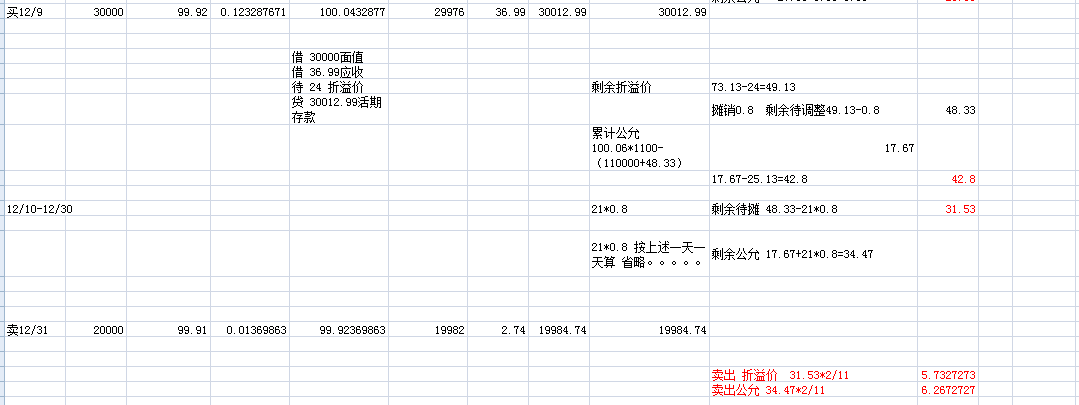 买12/9 30000 99.92 0.123287671 100.0432877 29976 36.99 30012.99 30012.99
借 30000面值
借 36.99应收
待 24 折溢价
贷 30012.99活期
存款
剩余折溢价 73.13-24=49.13
摊销0.8 剩余待调整49.13-0.8 48.33
累计公允
100.06*1100-
（110000+48.33）
17.67
17.67-25.13=42.8 42.8
12/10-12/30 21*0.8 剩余待摊 48.33-21*0.8 31.53
21*0.8 按上述一天一
天算 省略。。。。。
剩余公允 17.67+21*0.8=34.47
卖12/31 20000 99.91 0.01369863 99.92369863 19982 2.74 19984.74 19984.74
卖出 折溢价 31.53*2/11 5.7327273
卖出公允 34.47*2/11 6.2672727